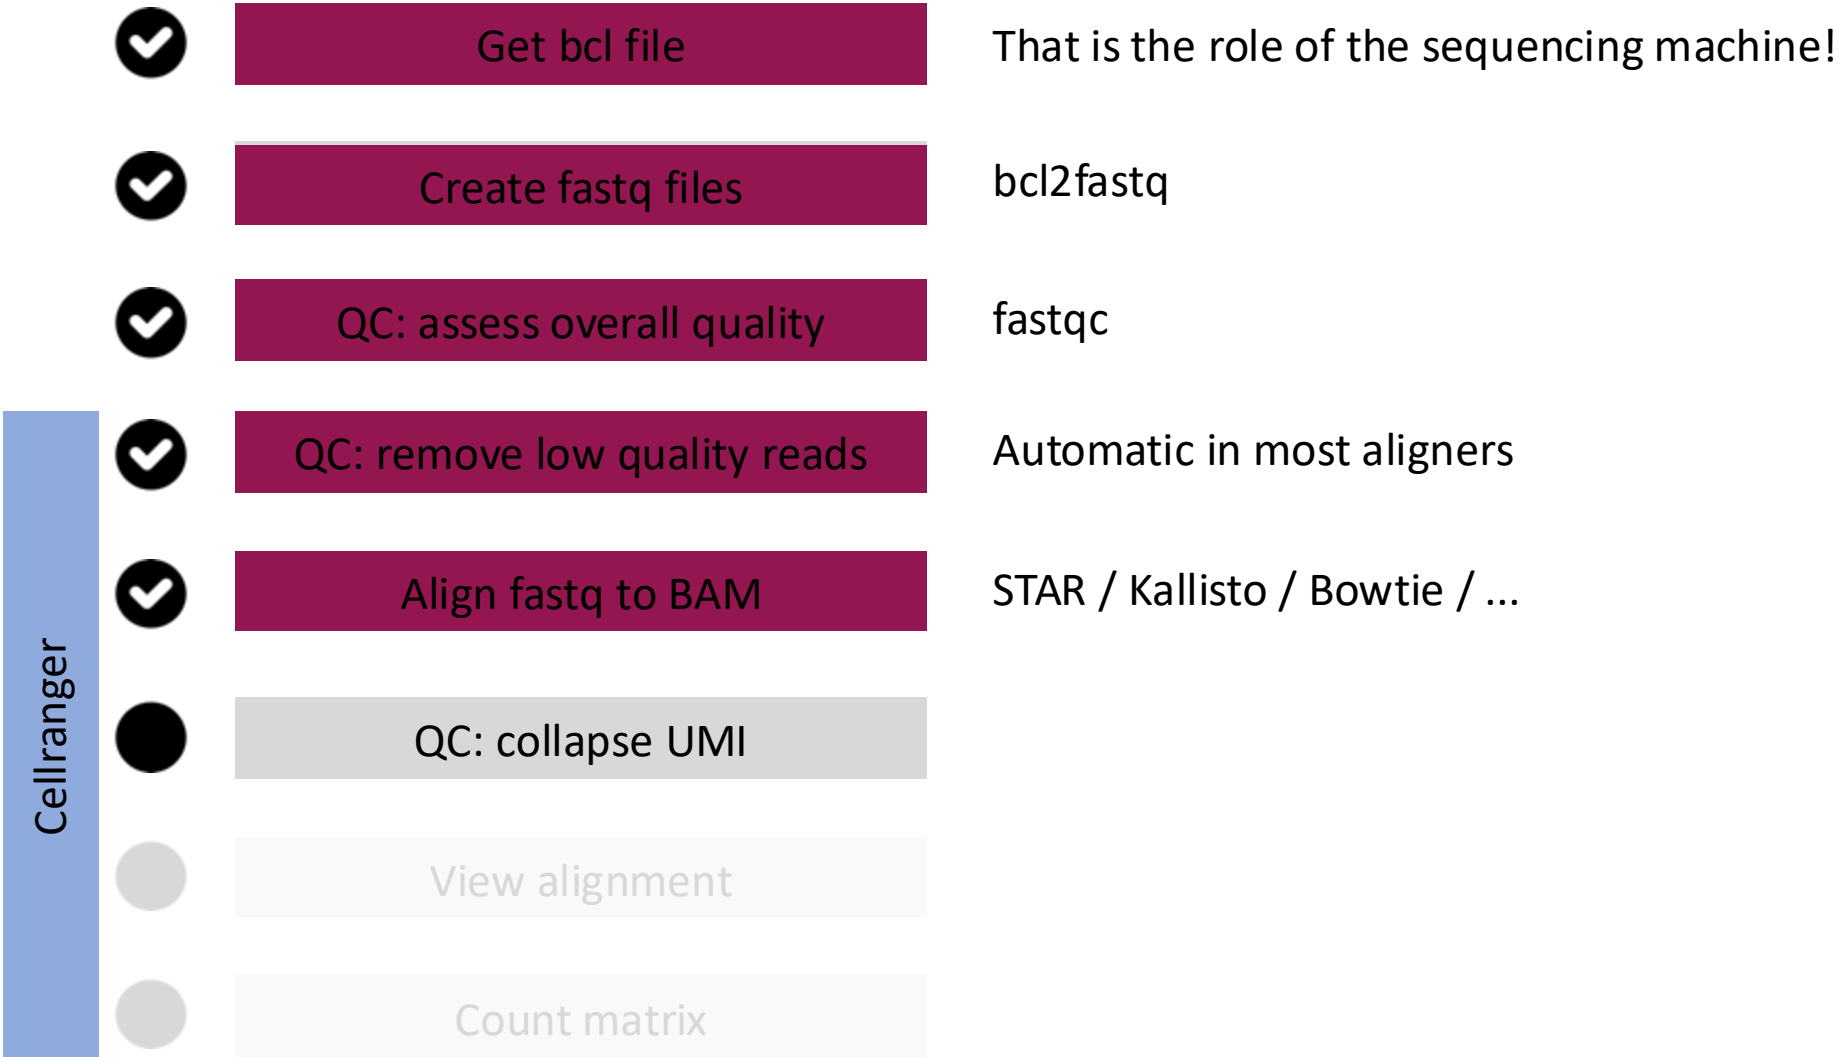 Get bcl file
That is the role of the sequencing machine!
Create fastq files
bcl2fastq
QC: assess overall quality
fastqc
QC: remove low quality reads
Automatic in most aligners
Align fastq to BAM
STAR / Kallisto / Bowtie / ...
Cellranger
QC: collapse UMI
View alignment
Count matrix